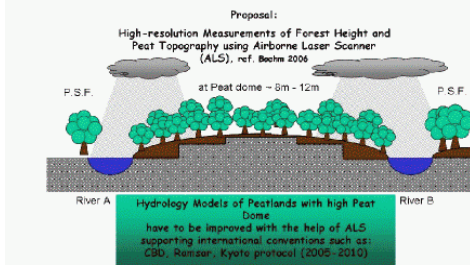 Proposal:
High-resolution Measurements of Forest Height and
Peat Topography using Airborne Laser Scanner
(ALS), ref. Boehm 2006
P.S.F.
at Peat dome ~ 8m - 12m
P.S.F.
River A
River B
Hydrology Models of Peatlands with high Peat
Dome
have to be improved with the help of ALS
supporting international conventions such as:
CBD, Ramsar, Kyoto protocol (2005-2010)